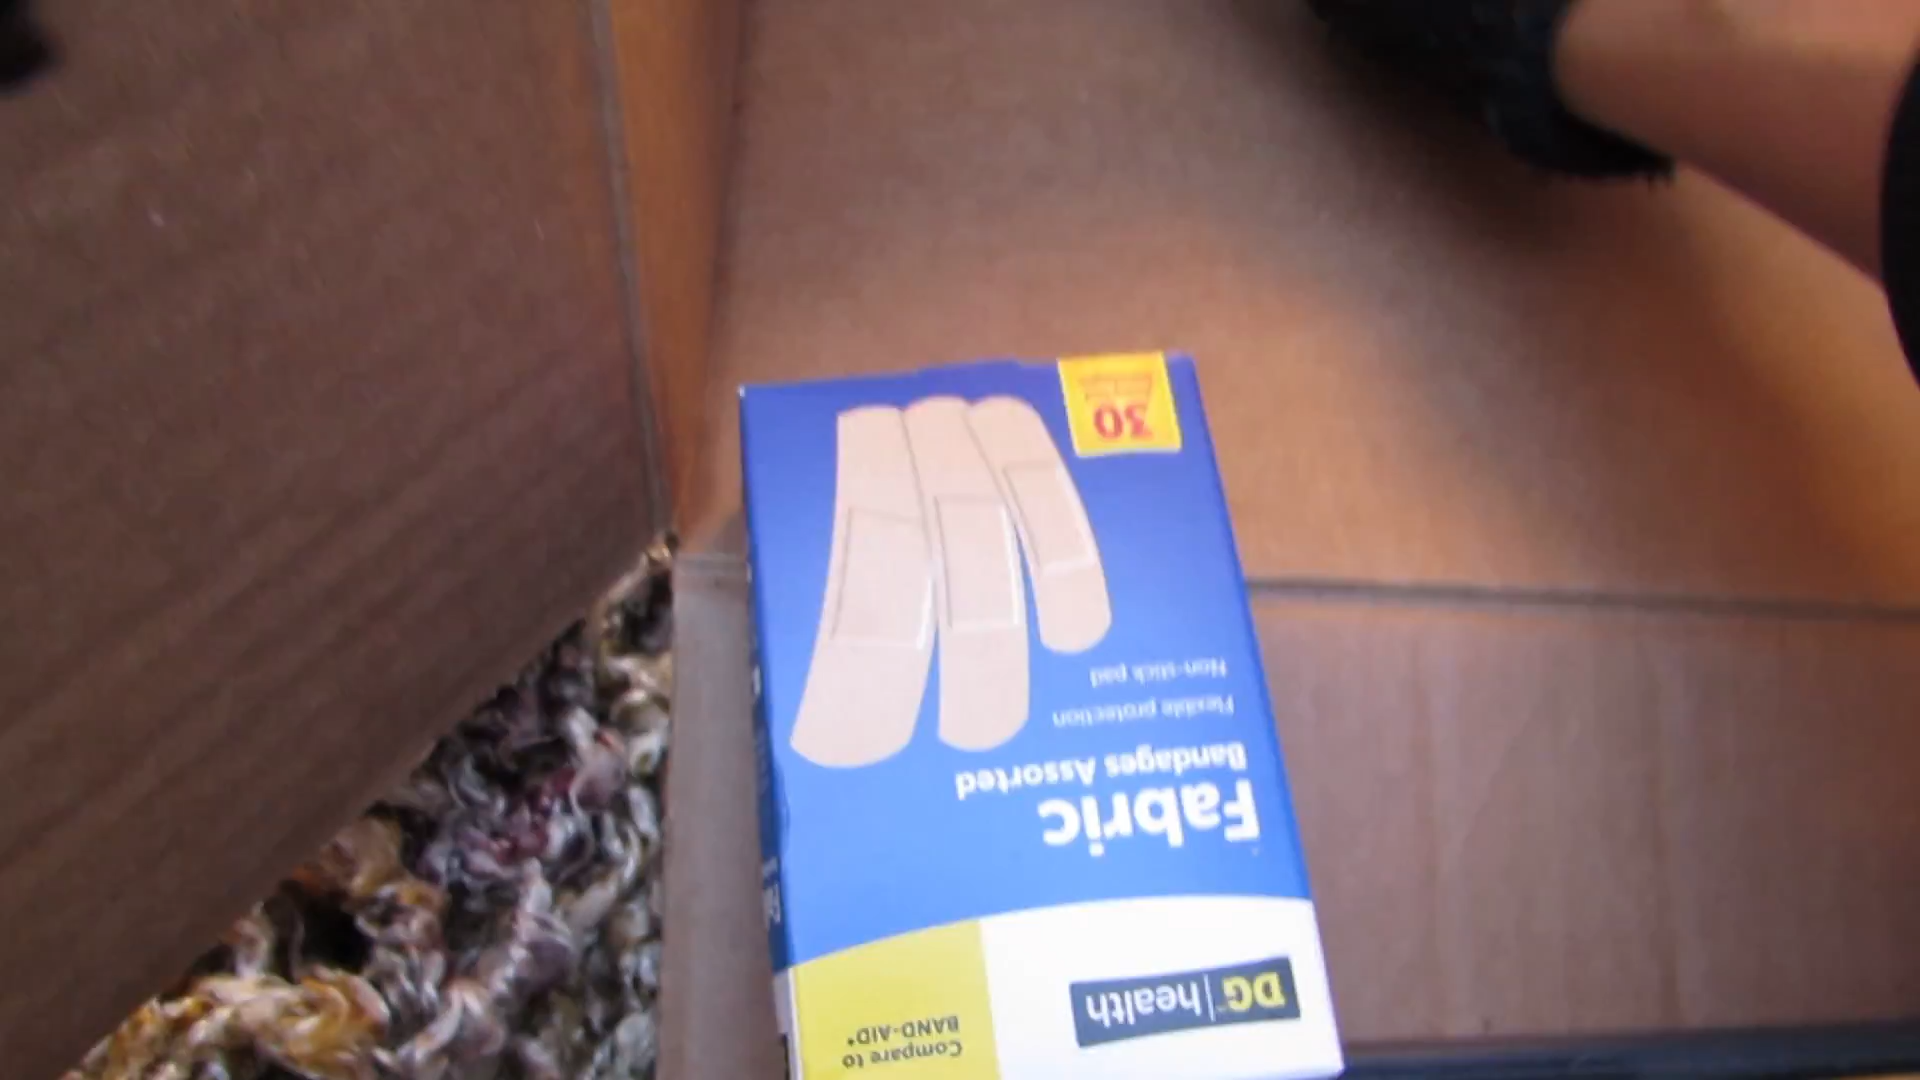 DG health
Compare to
BAND-AID*
Fabric
Bandages Assorted
Flexible protection
Non-stick pad
30